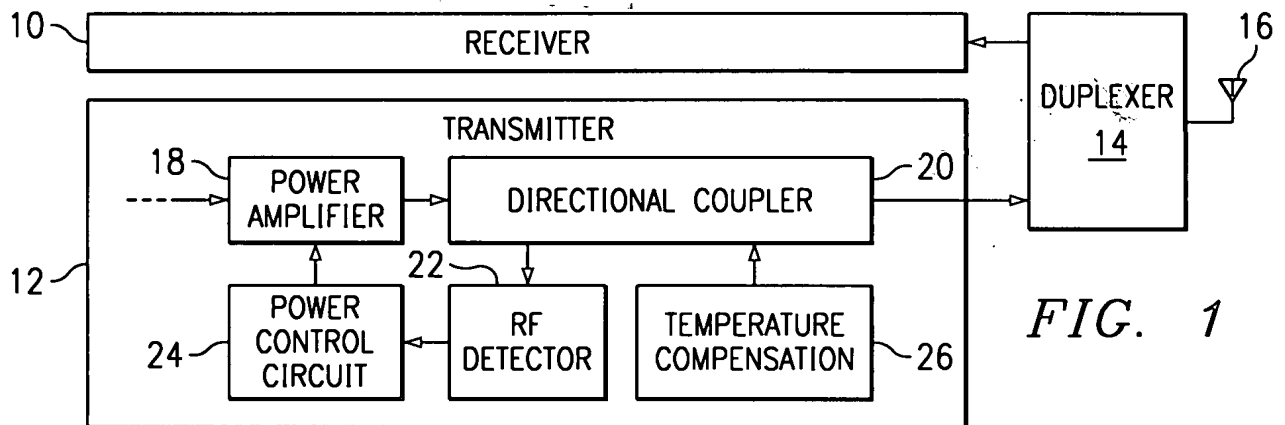 10
RECEIVER
16
DUPLEXER
14
TRANSMITTER
18
POWER
AMPLIFIER
DIRECTIONAL COUPLER
20
12
22
POWER
CONTROL
CIRCUIT
24
RF
DETECTOR
TEMPERATURE
COMPENSATION
26
FIG. 1